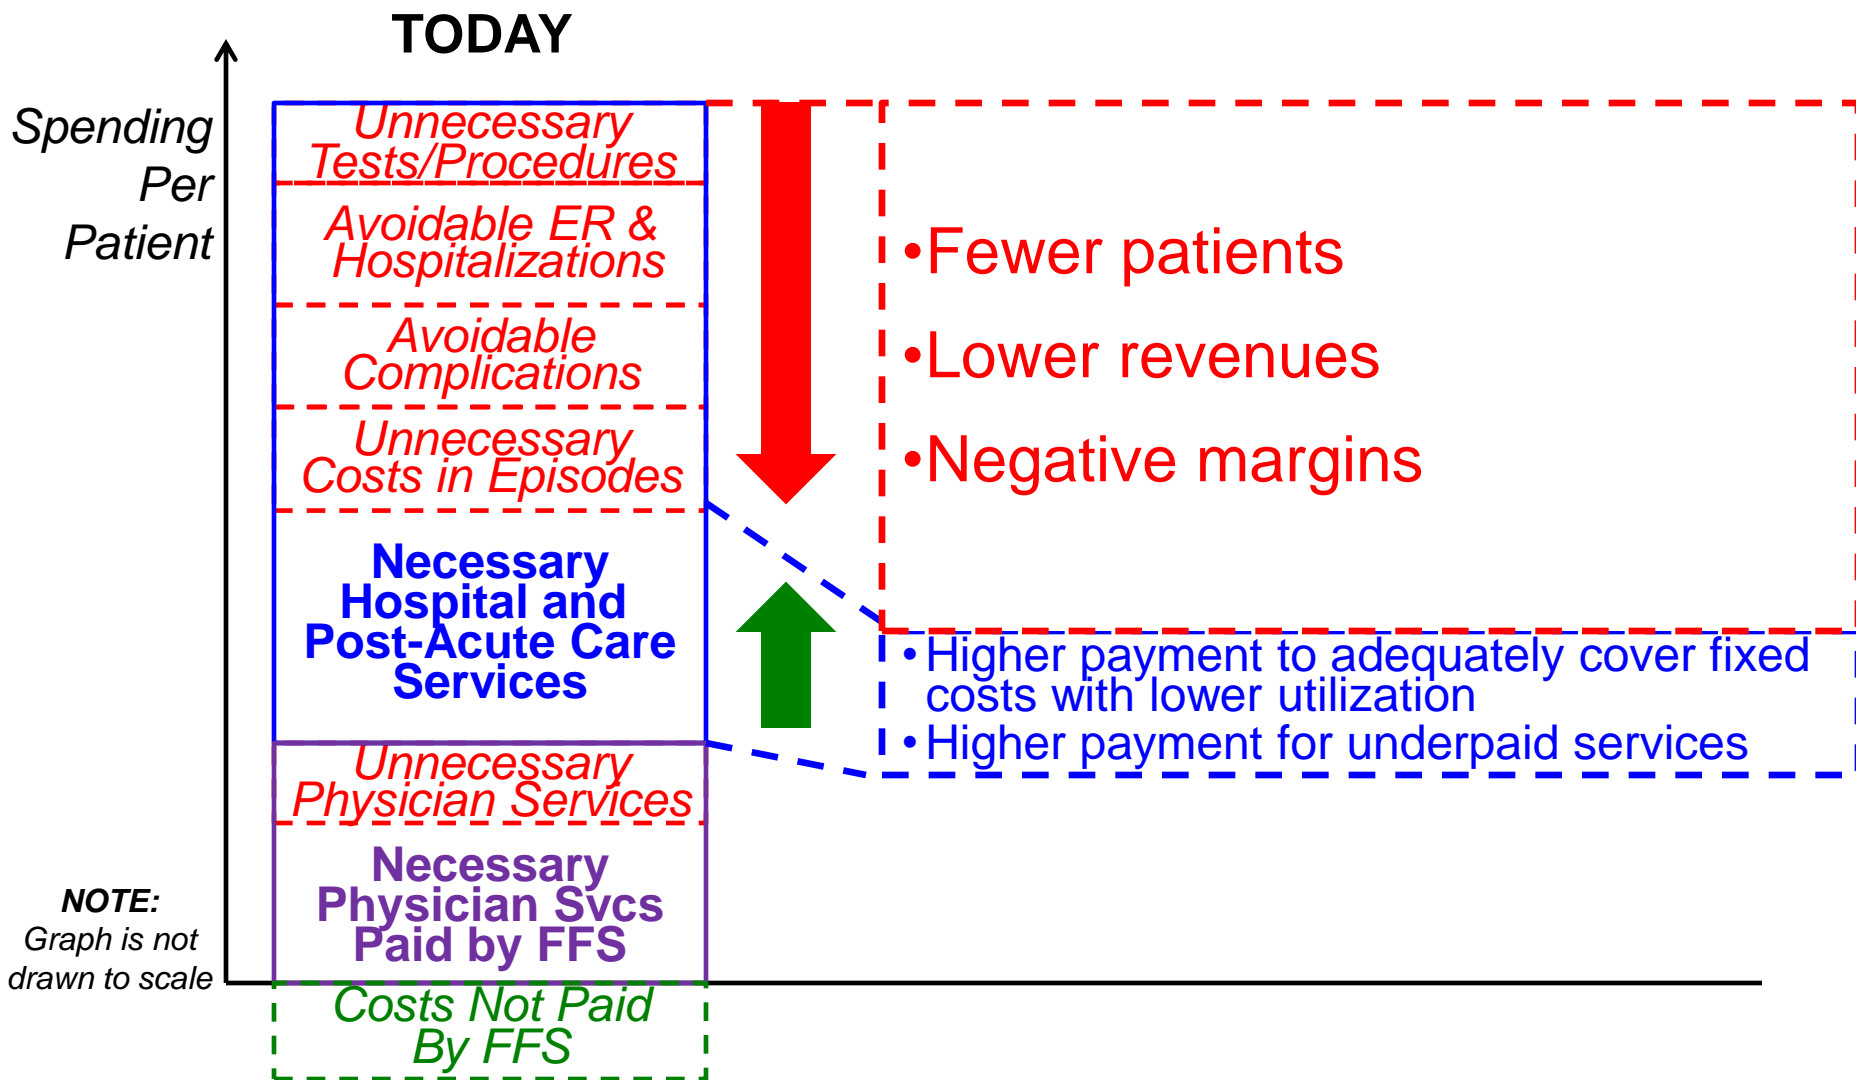 TODAY
Spending
Per
Patient
Unnecessary
Tests/Procedures
Avoidable ER &
Hospitalizations
Avoidable
Complications
Unnecessary
Costs in Episodes
Necessary
Hospital and
Post-Acute Care
Services
Unnecessary
Physician Services
Necessary
Physician Svcs
Paid by FFS
Costs Not Paid
By FFS
•Fewer patients
•Lower revenues
•Negative margins
•Higher payment to adequately cover fixed
costs with lower utilization
•Higher payment for underpaid services
NOTE:
Graph is not
drawn to scale